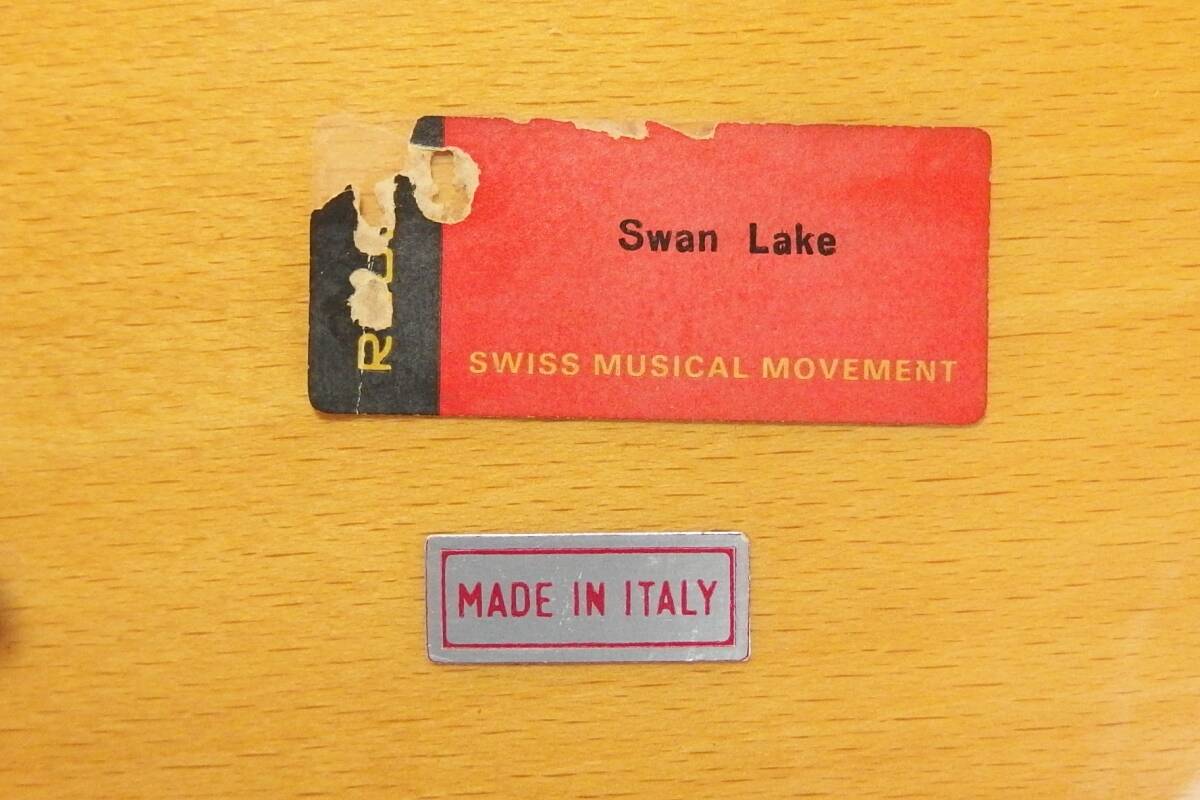 Swan Lake
SWISS MUSICAL MOVEMENT
MADE IN ITALY